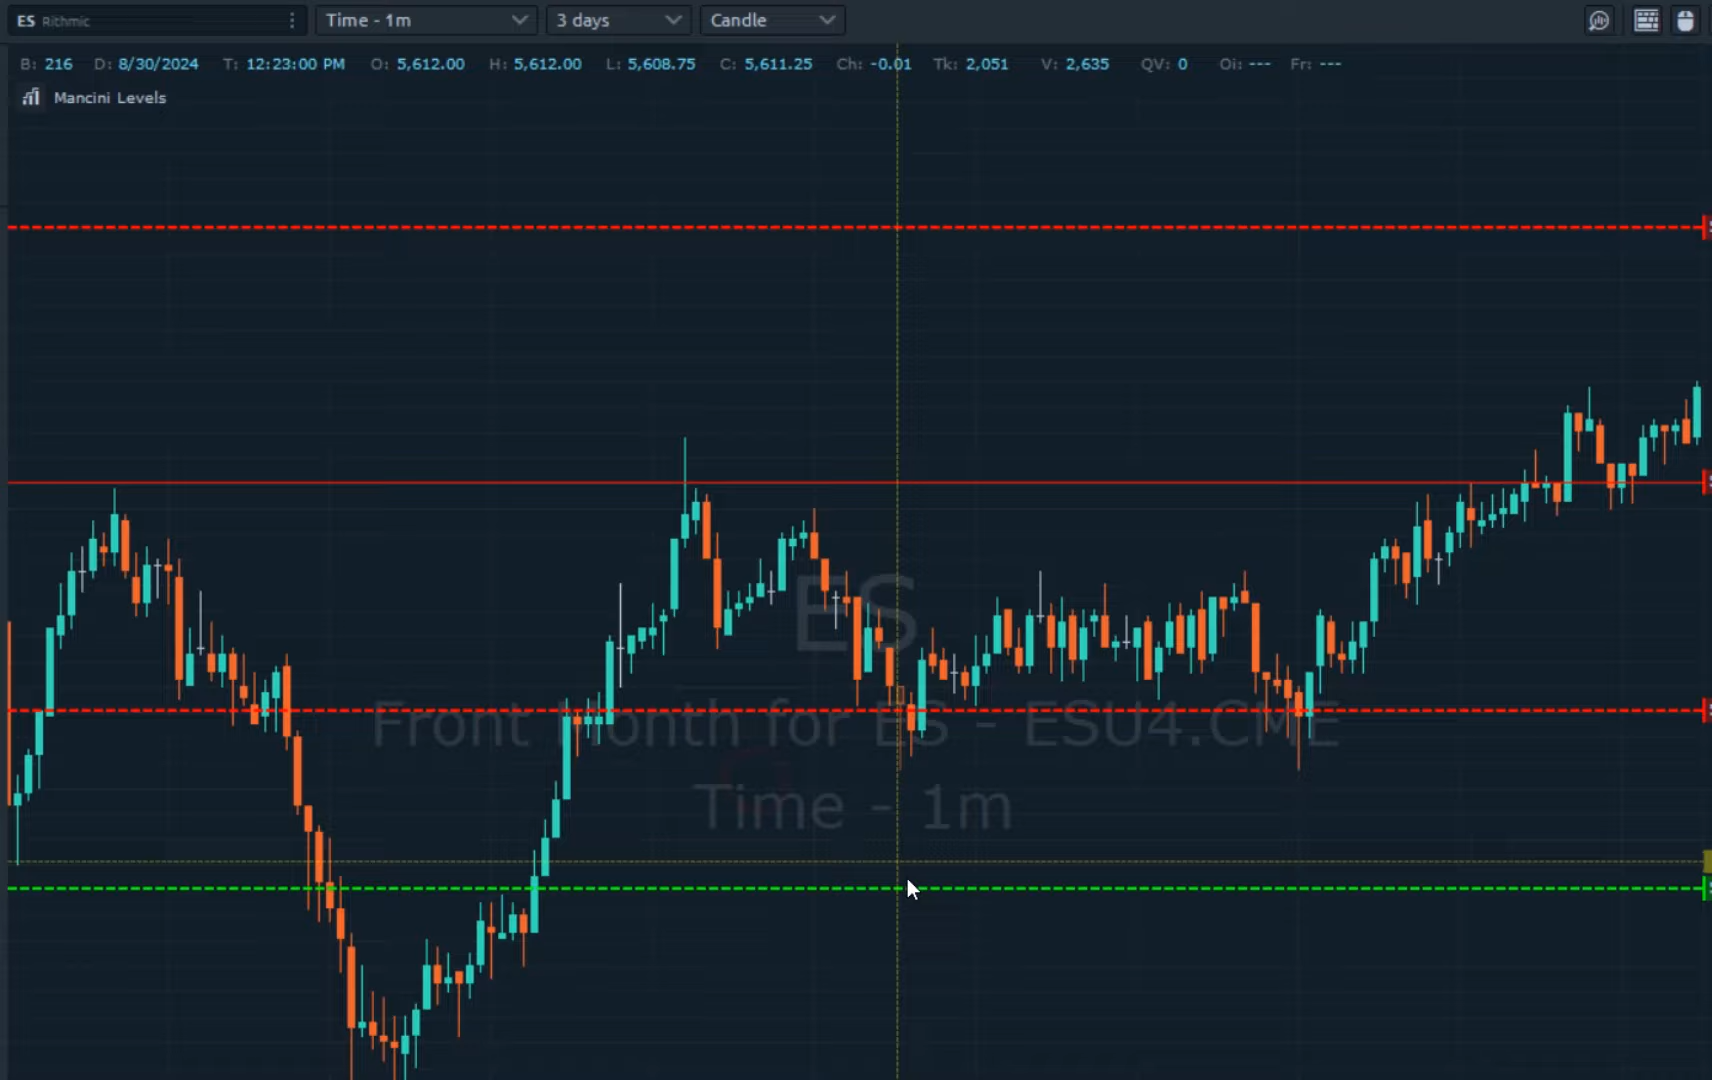 ES Rithmic Time - 1m 3 days Candle
B: 216 D: 8/30/2024 T: 12:23:00 PM O: 5,612.00 H: 5,612.00 L: 5,608.75 C: 5,611.25 Ch: -0.01 Tk: 2,051 V: 2,635 QV: 0 Oi: --- Fr: ---
Mancini Levels
ES
Front Month for ES - ESU4.CME
Time - 1m